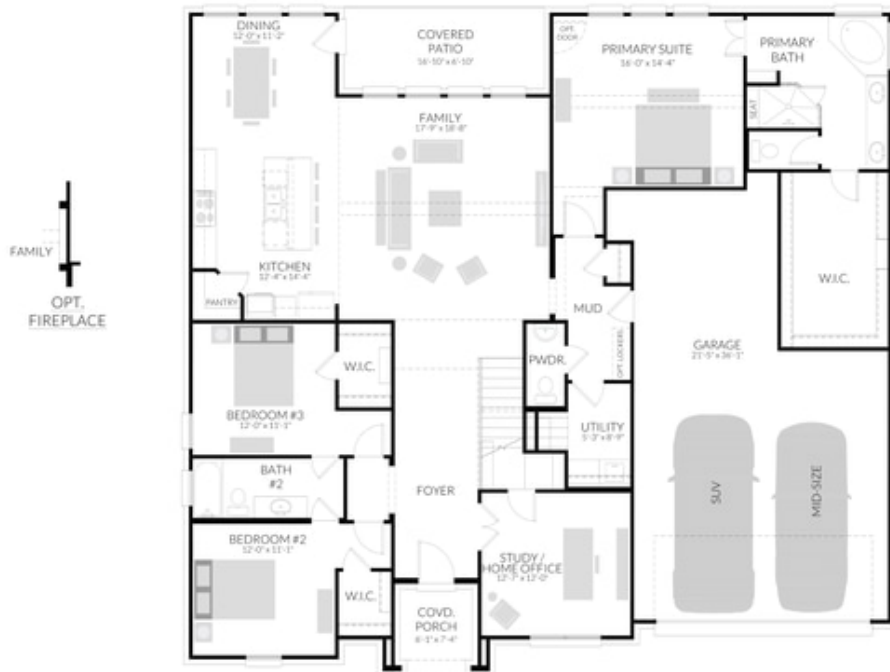 DINING
12'-0" x 11'-2"
COVERED
PATIO
16'-10" x 6'-10"
OPT.
DOOR
PRIMARY SUITE
16'-0" x 14'-4"
PRIMARY
BATH
SEAT
FAMILY
17'-9" x 18'-8"
FAMILY
OPT.
FIREPLACE
KITCHEN
12'-4" x 14'-4"
PANTRY
MUD
W.I.C.
OPT. LOCKERS
GARAGE
21'-5" x 36'-1"
W.I.C.
PWDR.
BEDROOM #3
12'-0" x 11'-1"
UTILITY
5'-3" x 8'-9"
BATH
#2
FOYER
SUV
MID-SIZE
BEDROOM #2
12'-0" x 11'-1"
STUDY /
HOME OFFICE
12'-7" x 12'-0"
W.I.C.
COVD.
PORCH
6'-1" x 7'-4"